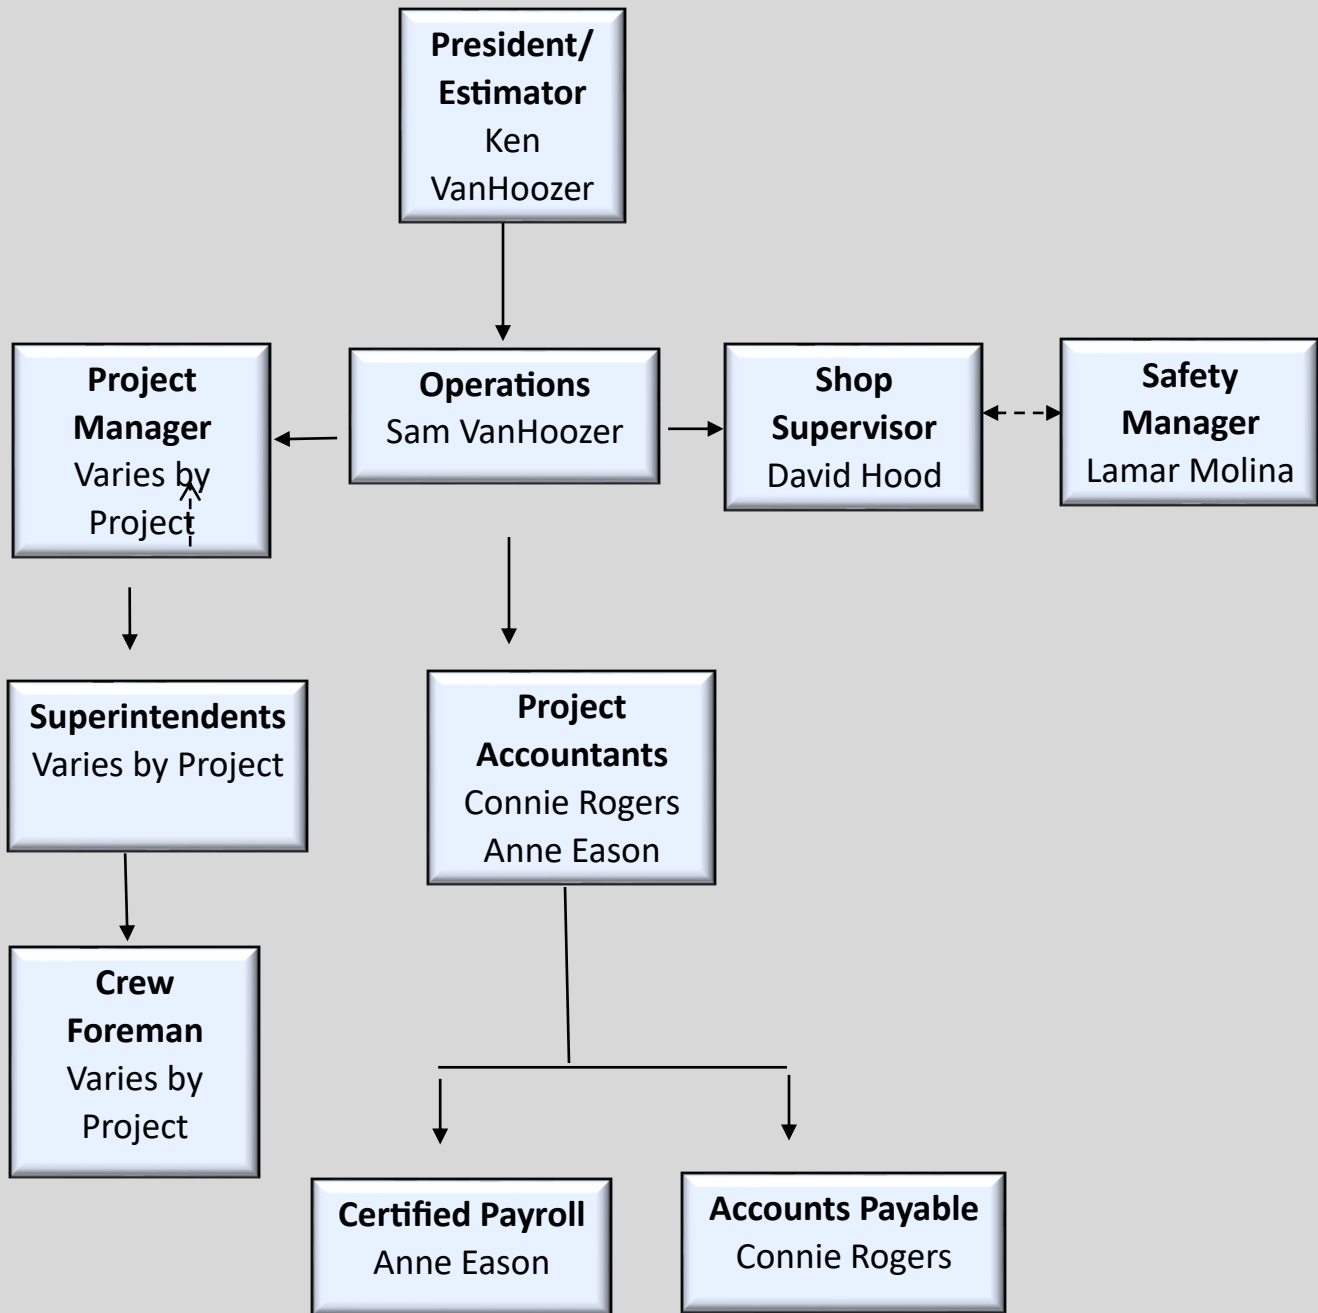 President/
Estimator
Ken
VanHoozer
Project
Manager
Varies by
Project
Operations
Sam VanHoozer
Shop
Supervisor
David Hood
Safety
Manager
Lamar Molina
Superintendents
Varies by Project
Project
Accountants
Connie Rogers
Anne Eason
Crew
Foreman
Varies by
Project
Certified Payroll
Anne Eason
Accounts Payable
Connie Rogers